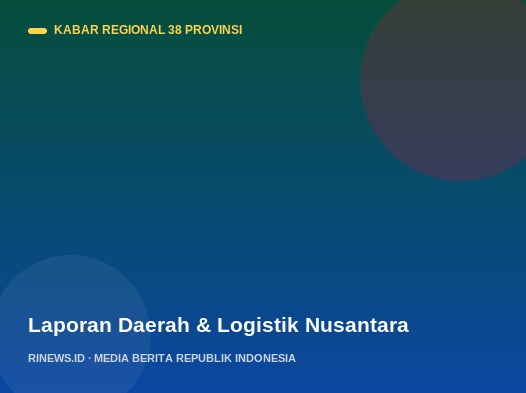 KABAR REGIONAL 38 PROVINSI
Laporan Daerah & Logistik Nusantara
RINEWS.ID · MEDIA BERITA REPUBLIK INDONESIA